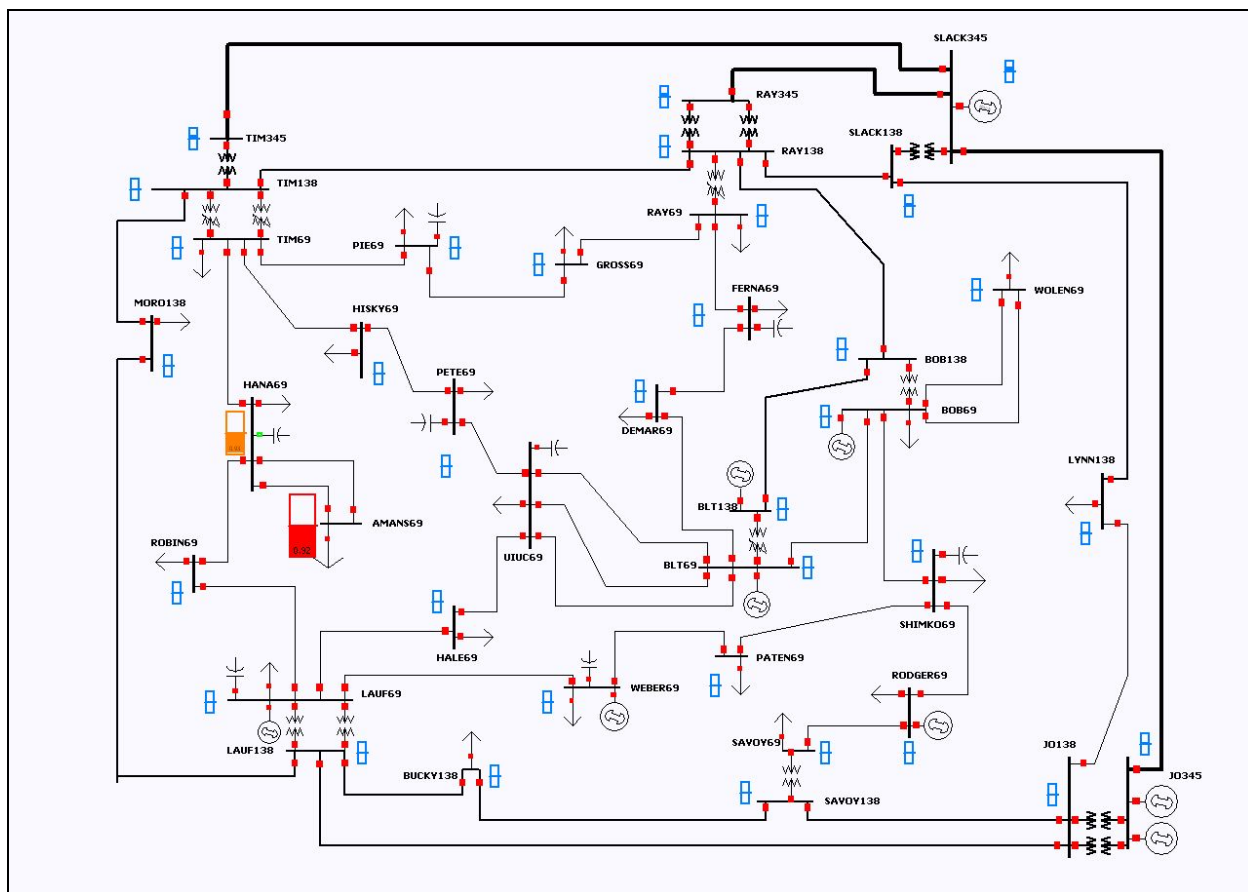 SLACK345
RAY345
TIM345
SLACK138
RAY138
TIM138
RAY69
TIM69
PIE69
GROSS69
FERNA69
WOLEN69
MORO138
HISKY69
BOB138
HANA69
PETE69
DEMAR69
BOB69
LYNN138
BLT138
AMANS69
0.92
ROBIN69
UIUC69
BLT69
SHIMKO69
HALE69
PATEN69
RODGER69
LAUF69
WEBER69
SAVOY69
LAUF138
JO138
JO345
BUCKY138
SAVOY138